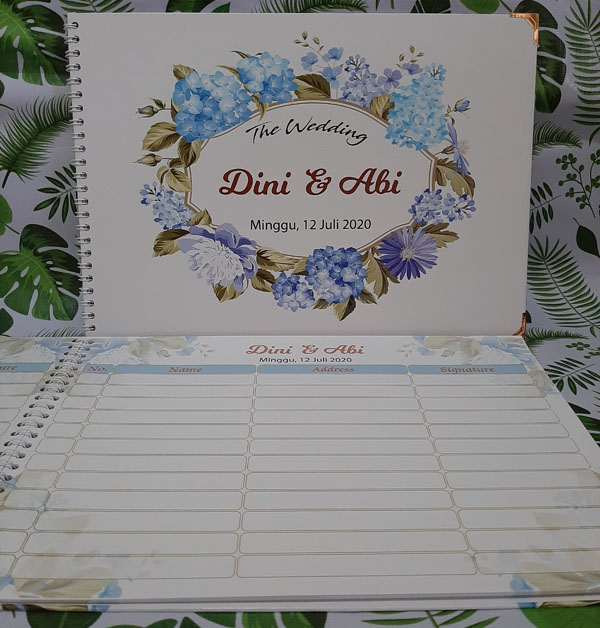 The Wedding
Dini & Abi
Minggu, 12 Juli 2020
Dini & Abi
Minggu, 12 Juli 2020
No. Name Address Signature